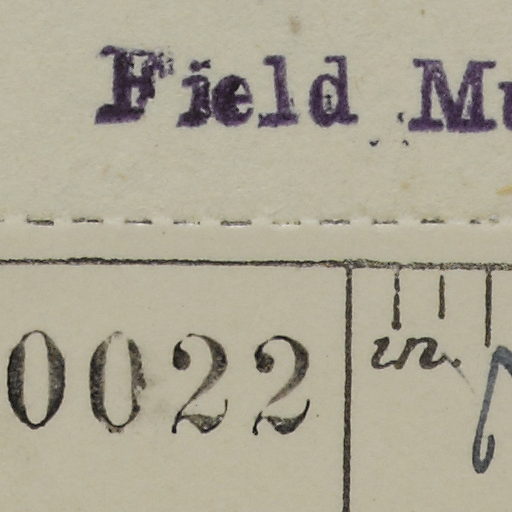 Field Mu
0022 in.